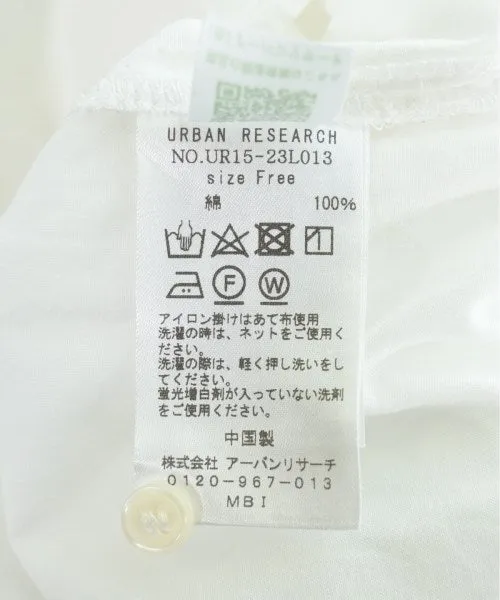 URBAN RESEARCH
NO.UR15-23L013
size Free
綿 100%
F W
アイロン掛けはあて布使用
洗濯の時は、ネットをご使用く
ださい。
洗濯の際は、軽く押し洗いをし
てください。
蛍光増白剤が入っていない洗剤
をご使用ください。
中国製
株式会社 アーバンリサーチ
0120-967-013
MBI